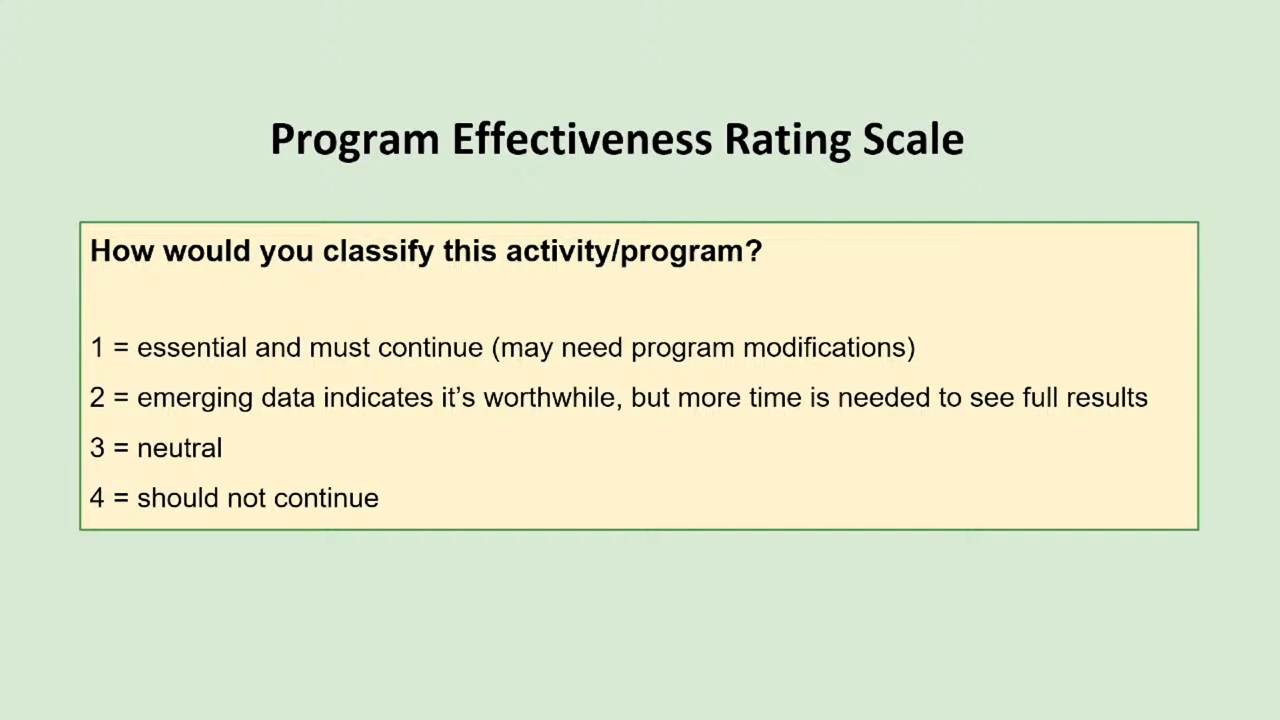 Program Effectiveness Rating Scale
How would you classify this activity/program?
1 = essential and must continue (may need program modifications)
2 = emerging data indicates it’s worthwhile, but more time is needed to see full results
3 = neutral
4 = should not continue